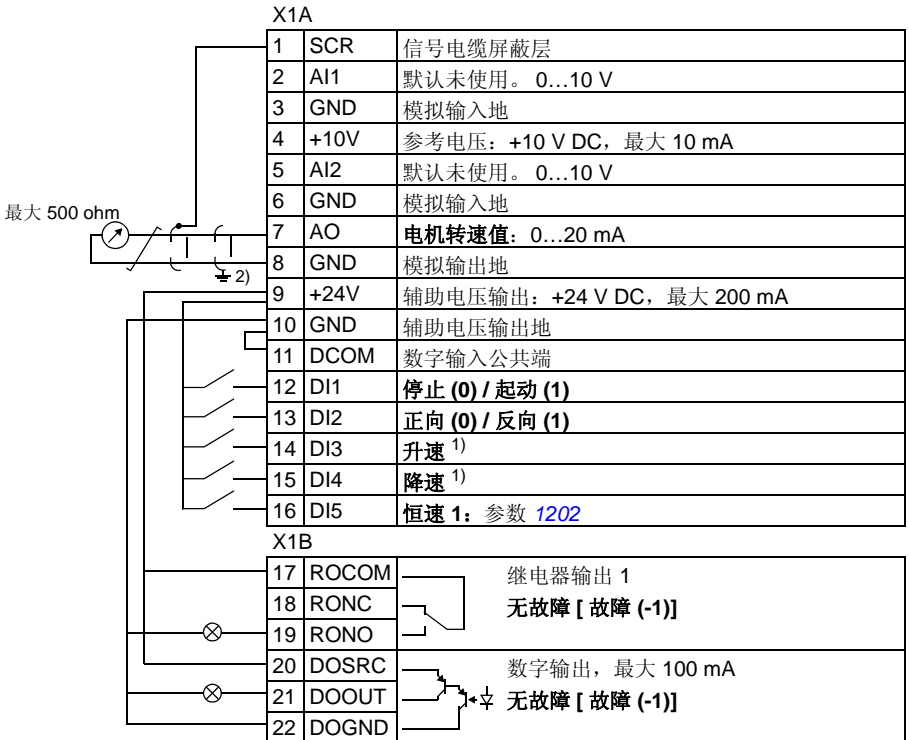 X1A
1 SCR 信号电缆屏蔽层
2 AI1 默认未使用。 0…10 V
3 GND 模拟输入地
4 +10V 参考电压：+10 V DC，最大 10 mA
5 AI2 默认未使用。 0…10 V
6 GND 模拟输入地
最大 500 ohm
7 AO 电机转速值：0…20 mA
8 GND 模拟输出地
2)
9 +24V 辅助电压输出：+24 V DC，最大 200 mA
10 GND 辅助电压输出地
11 DCOM 数字输入公共端
12 DI1 停止 (0) / 起动 (1)
13 DI2 正向 (0) / 反向 (1)
14 DI3 升速 1)
15 DI4 降速 1)
16 DI5 恒速 1：参数 1202
X1B
17 ROCOM 继电器输出 1
18 RONC 无故障 [ 故障 (-1)]
19 RONO
20 DOSRC 数字输出，最大 100 mA
21 DOOUT 无故障 [ 故障 (-1)]
22 DOGND